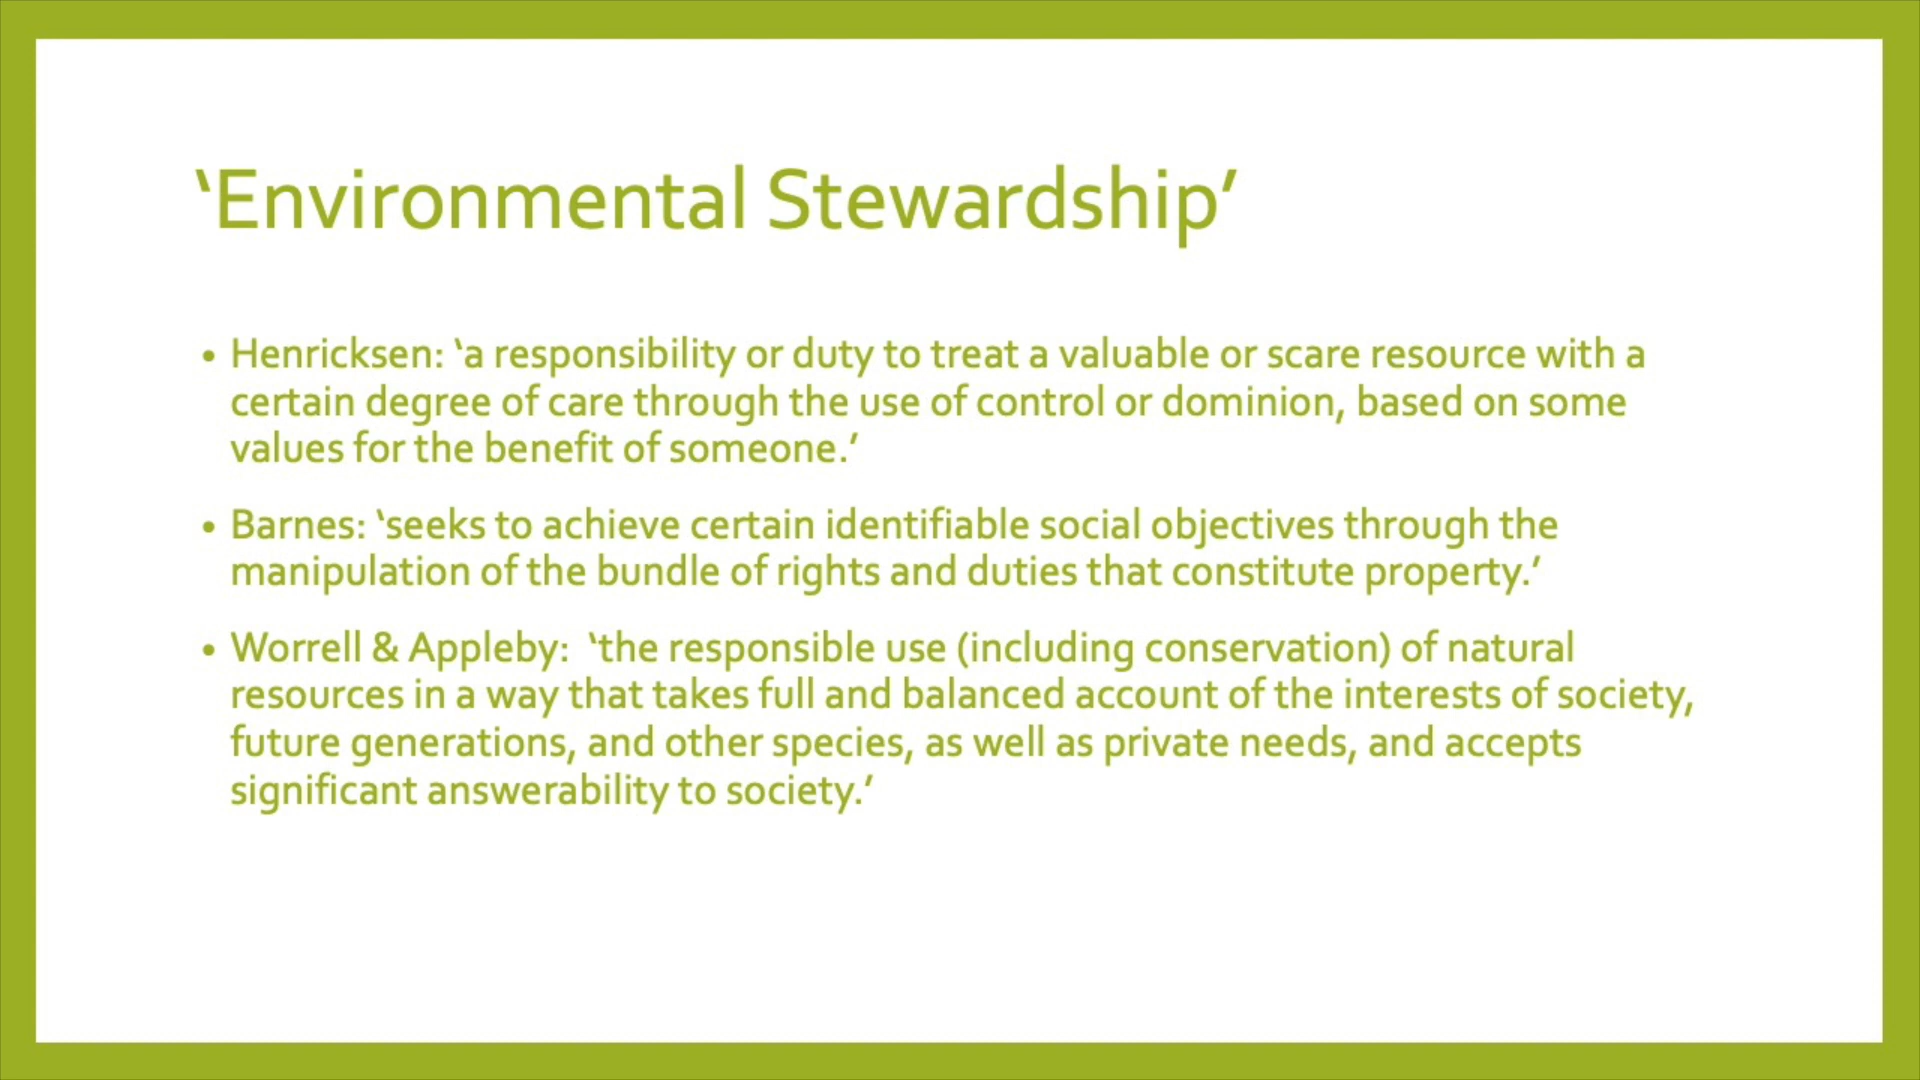 ‘Environmental Stewardship’
• Henricksen: ‘a responsibility or duty to treat a valuable or scare resource with a
certain degree of care through the use of control or dominion, based on some
values for the benefit of someone.’
• Barnes: ‘seeks to achieve certain identifiable social objectives through the
manipulation of the bundle of rights and duties that constitute property.’
• Worrell & Appleby:  ‘the responsible use (including conservation) of natural
resources in a way that takes full and balanced account of the interests of society,
future generations, and other species, as well as private needs, and accepts
significant answerability to society.’